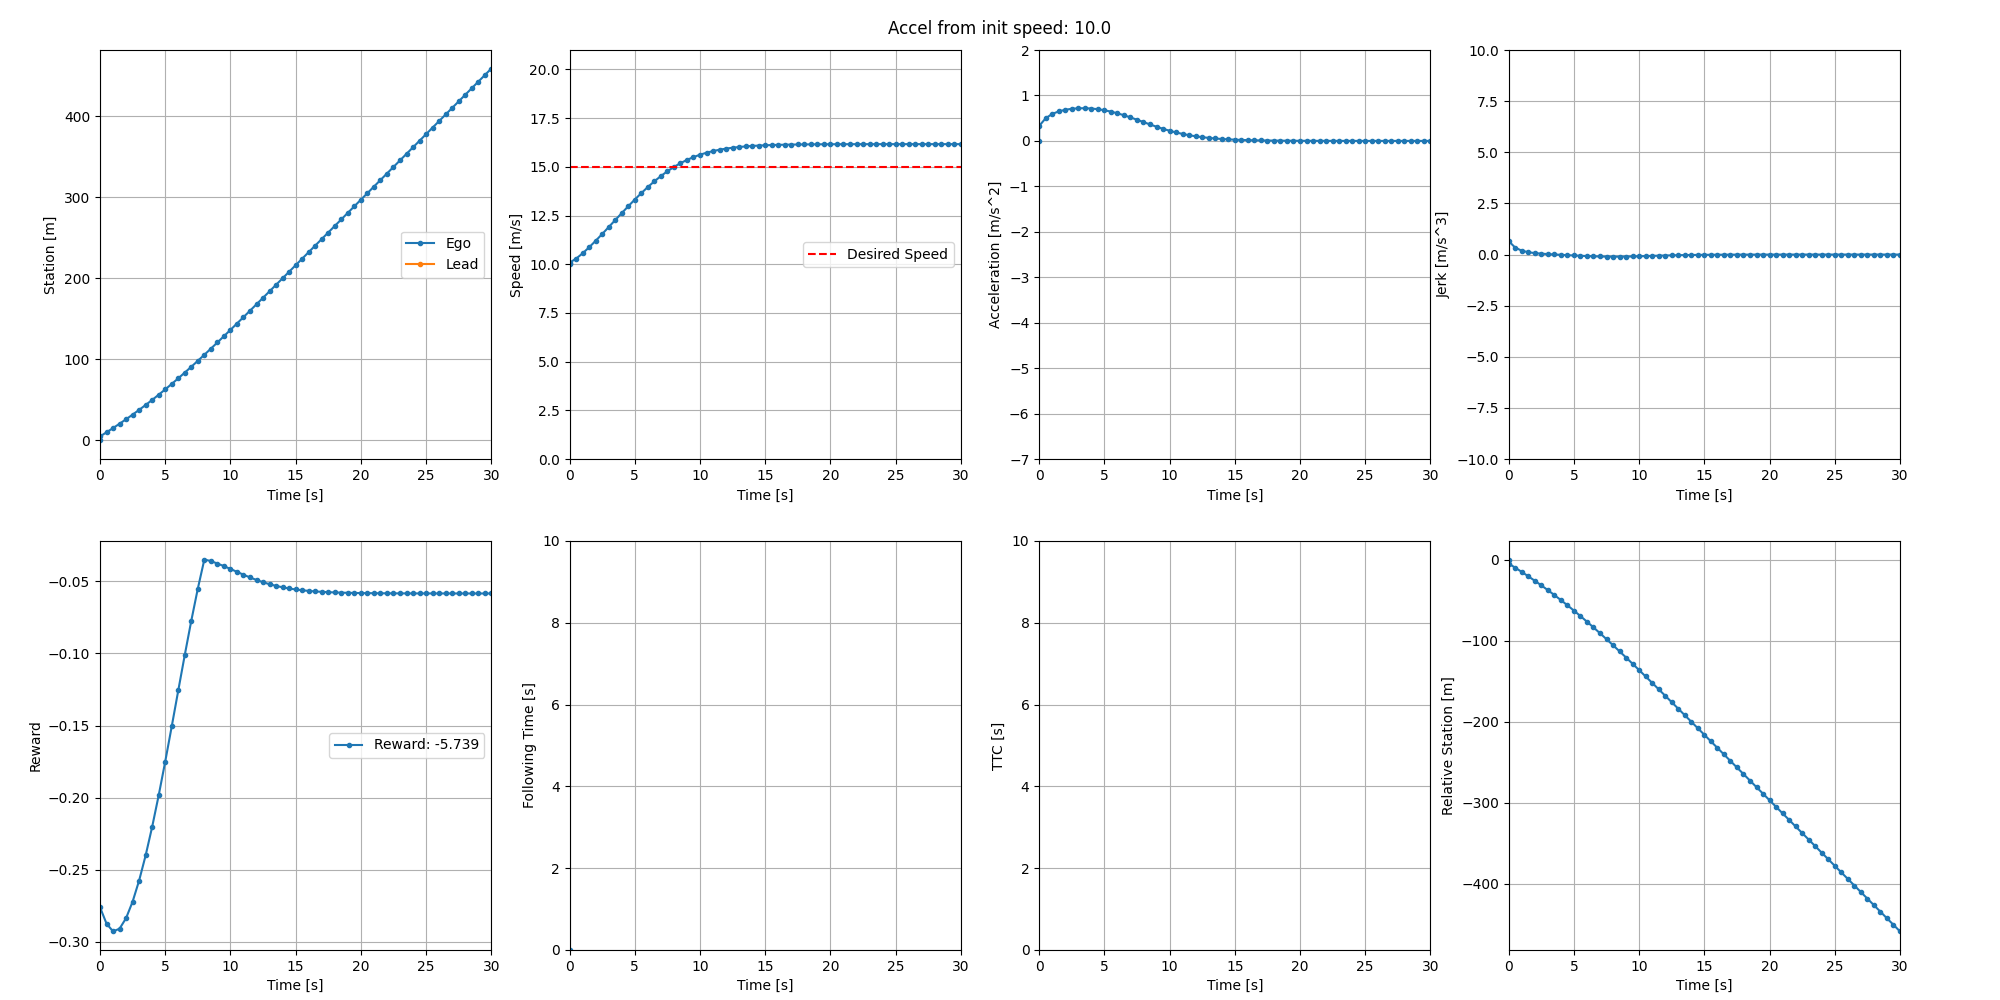 Accel from init speed: 10.0
Station [m]
400
300
200
100
0
Ego
Lead
0 5 10 15 20 25 30
Time [s]
Speed [m/s]
20.0
17.5
15.0
12.5
10.0
7.5
5.0
2.5
0.0
Desired Speed
0 5 10 15 20 25 30
Time [s]
Acceleration [m/s^2]
2
1
0
−1
−2
−3
−4
−5
−6
−7
0 5 10 15 20 25 30
Time [s]
Jerk [m/s^3]
10.0
7.5
5.0
2.5
0.0
−2.5
−5.0
−7.5
−10.0
0 5 10 15 20 25 30
Time [s]
Reward
−0.05
−0.10
−0.15
−0.20
−0.25
−0.30
Reward: -5.739
0 5 10 15 20 25 30
Time [s]
Following Time [s]
10
8
6
4
2
0
0 5 10 15 20 25 30
Time [s]
TTC [s]
10
8
6
4
2
0
0 5 10 15 20 25 30
Time [s]
Relative Station [m]
0
−100
−200
−300
−400
0 5 10 15 20 25 30
Time [s]